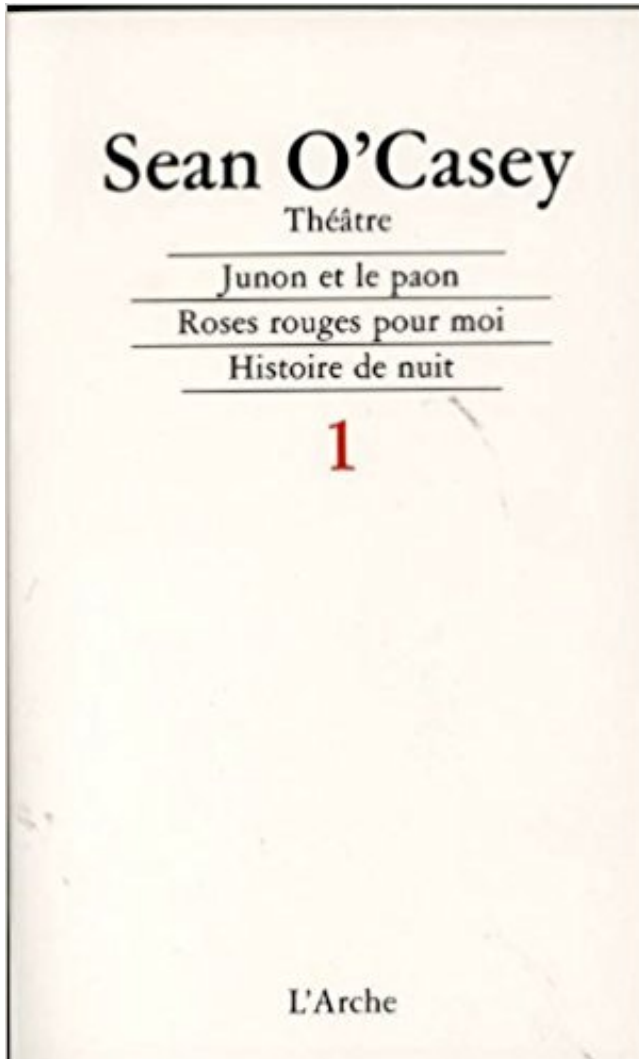 Sean O'Casey
Théâtre
Junon et le paon
Roses rouges pour moi
Histoire de nuit
1
L'Arche